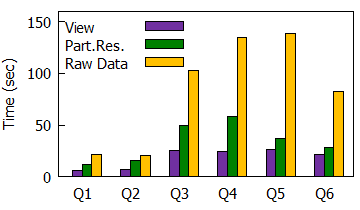 150
100
50
0
Time (sec)
View
Part.Res.
Raw Data
Q1 Q2 Q3 Q4 Q5 Q6